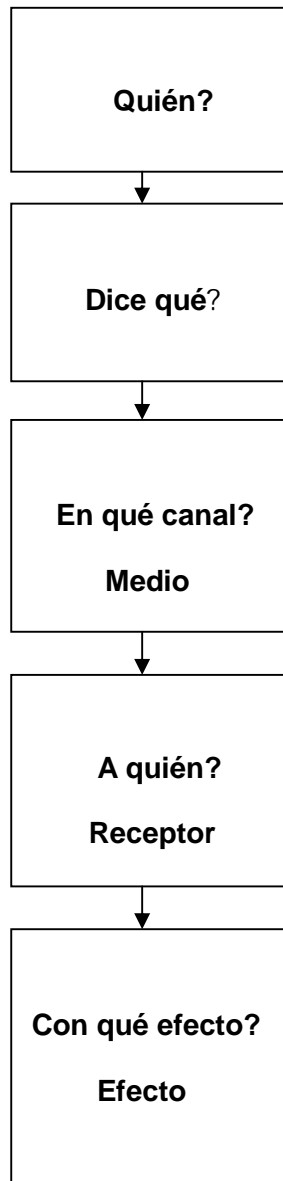 Quién?
Dice qué?
En qué canal?
Medio
A quién?
Receptor
Con qué efecto?
Efecto